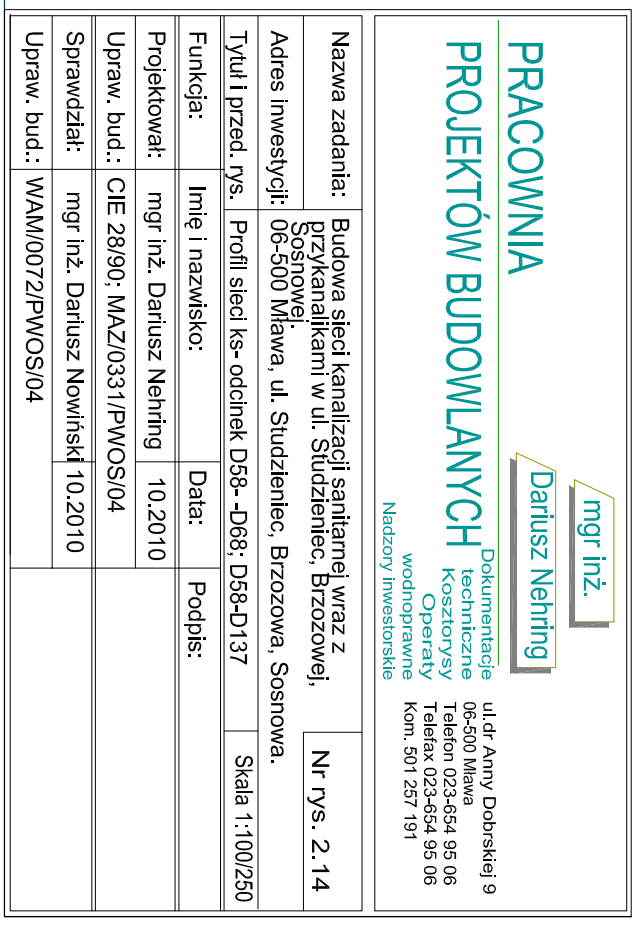 PRACOWNIA
PROJEKTÓW BUDOWLANYCH
mgr inż.
Dariusz Nehring
Dokumentacje
techniczne
Kosztorysy
Operaty
wodnoprawne
Nadzory inwestorskie
ul.dr Anny Dobrskiej 9
06-500 Mława
Telefon 023-654 95 06
Telefax 023-654 95 06
Kom. 501 257 191
Nazwa zadania: Budowa sieci kanalizacji sanitarnej wraz z
przykanalikami w ul. Studzieniec, Brzozowej,
Sosnowej.
Nr rys. 2.14
Adres inwestycji: 06-500 Mława, ul. Studzieniec, Brzozowa, Sosnowa.
Tytuł i przed. rys. Profil sieci ks- odcinek D58- -D68; D58-D137 Skala 1:100/250
Funkcja: Imię i nazwisko: Data: Podpis:
Projektował: mgr inż. Dariusz Nehring 10.2010
Upraw. bud.: CIE 28/90; MAZ/0331/PWOS/04
Sprawdził: mgr inż. Dariusz Nowiński 10.2010
Upraw. bud.: WAM/0072/PWOS/04